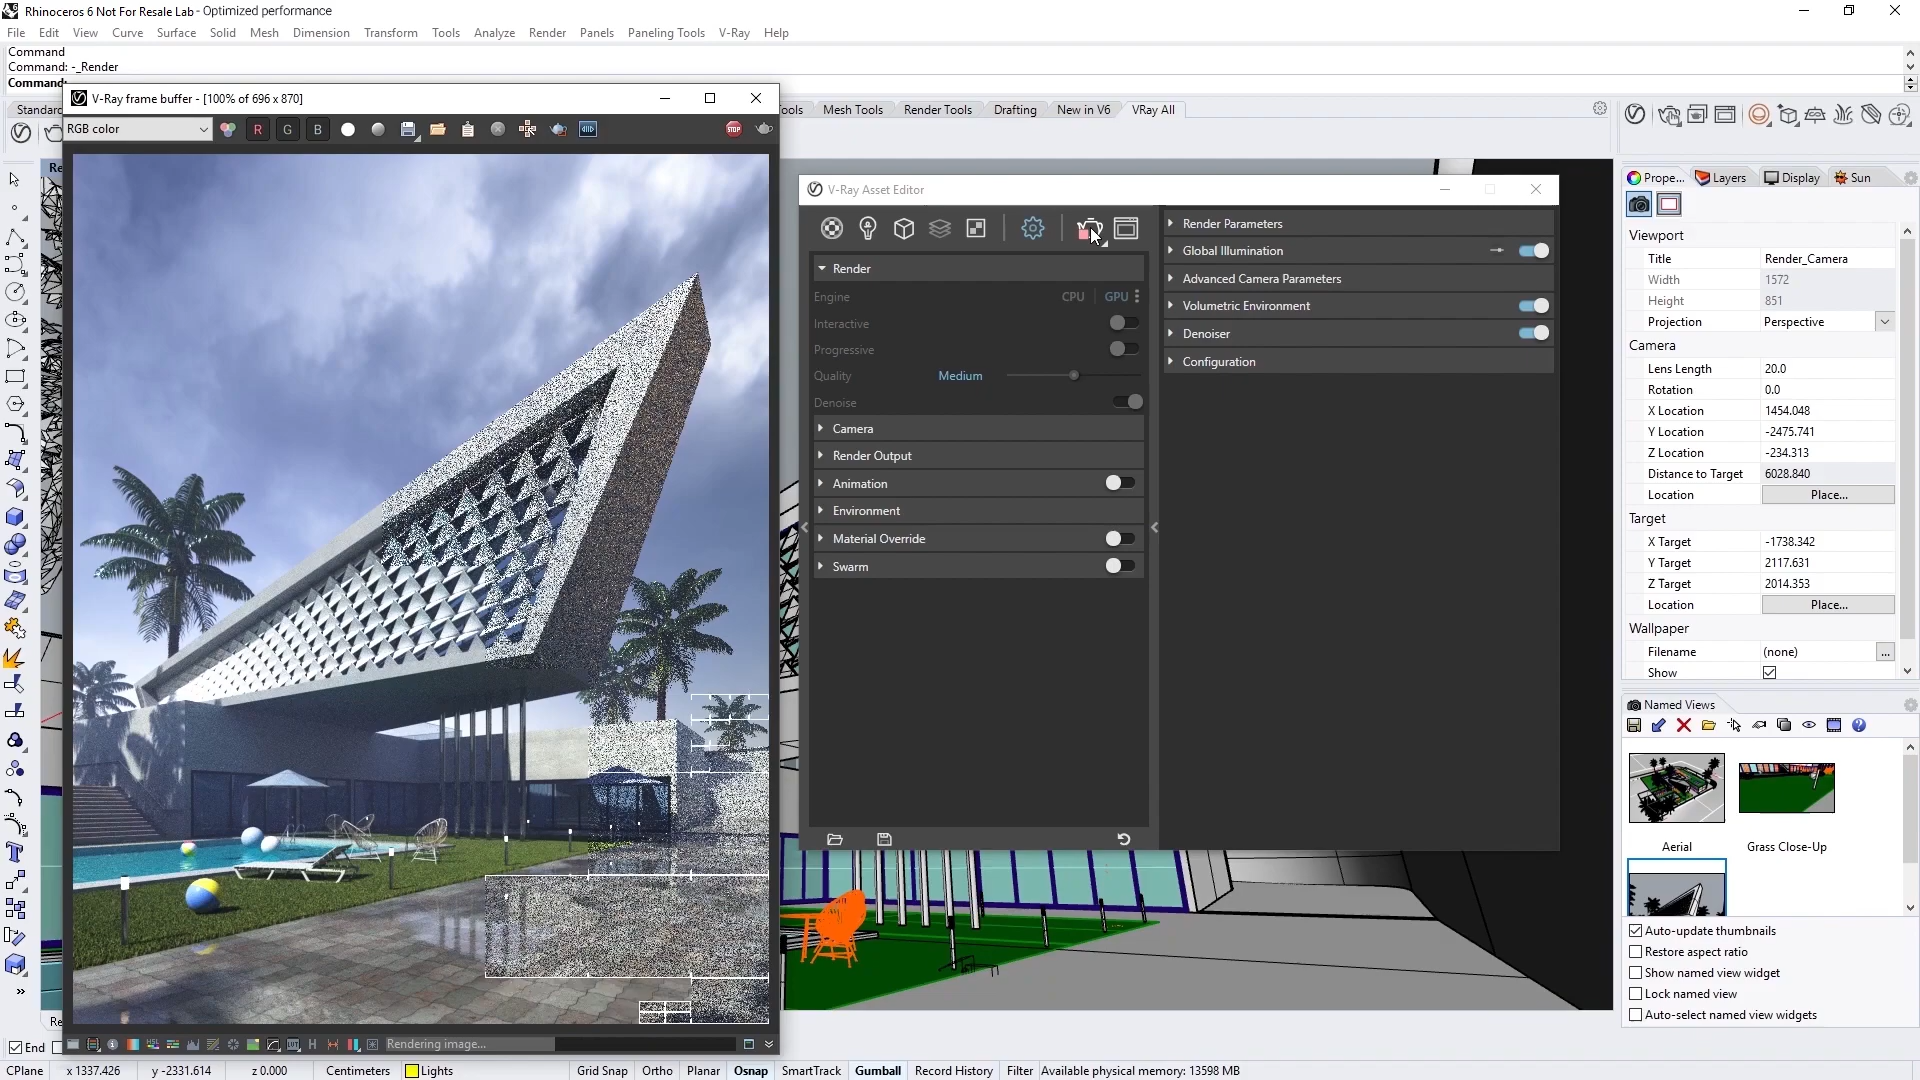 Rhinoceros 6 Not For Resale Lab - Optimized performance
File Edit View Curve Surface Solid Mesh Dimension Transform Tools Analyze Render Panels Paneling Tools V-Ray Help
Command
Command: -_Render
Command:
Standard
V-Ray frame buffer - [100% of 696 x 870]
ools Mesh Tools Render Tools Drafting New in V6 VRay All
RGB color R G B STOP
V-Ray Asset Editor
Render
Engine CPU GPU
Interactive
Progressive
Quality Medium
Denoise
Camera
Render Output
Animation
Environment
Material Override
Swarm
Render Parameters
Global Illumination
Advanced Camera Parameters
Volumetric Environment
Denoiser
Configuration
Re
Prope... Layers Display Sun
Viewport
Title Render_Camera
Width 1572
Height 851
Projection Perspective
Camera
Lens Length 20.0
Rotation 0.0
X Location 1454.048
Y Location -2475.741
Z Location -234.313
Distance to Target 6028.840
Location Place...
Target
X Target -1738.342
Y Target 2117.631
Z Target 2014.353
Location Place...
Wallpaper
Filename (none) ...
Show
Named Views
Aerial Grass Close-Up
Auto-update thumbnails
Restore aspect ratio
Show named view widget
Lock named view
Auto-select named view widgets
Re
End
HSL H Rendering image...
CPlane x 1337.426 y -2331.614 z 0.000 Centimeters Lights Grid Snap Ortho Planar Osnap SmartTrack Gumball Record History Filter Available physical memory: 13598 MB